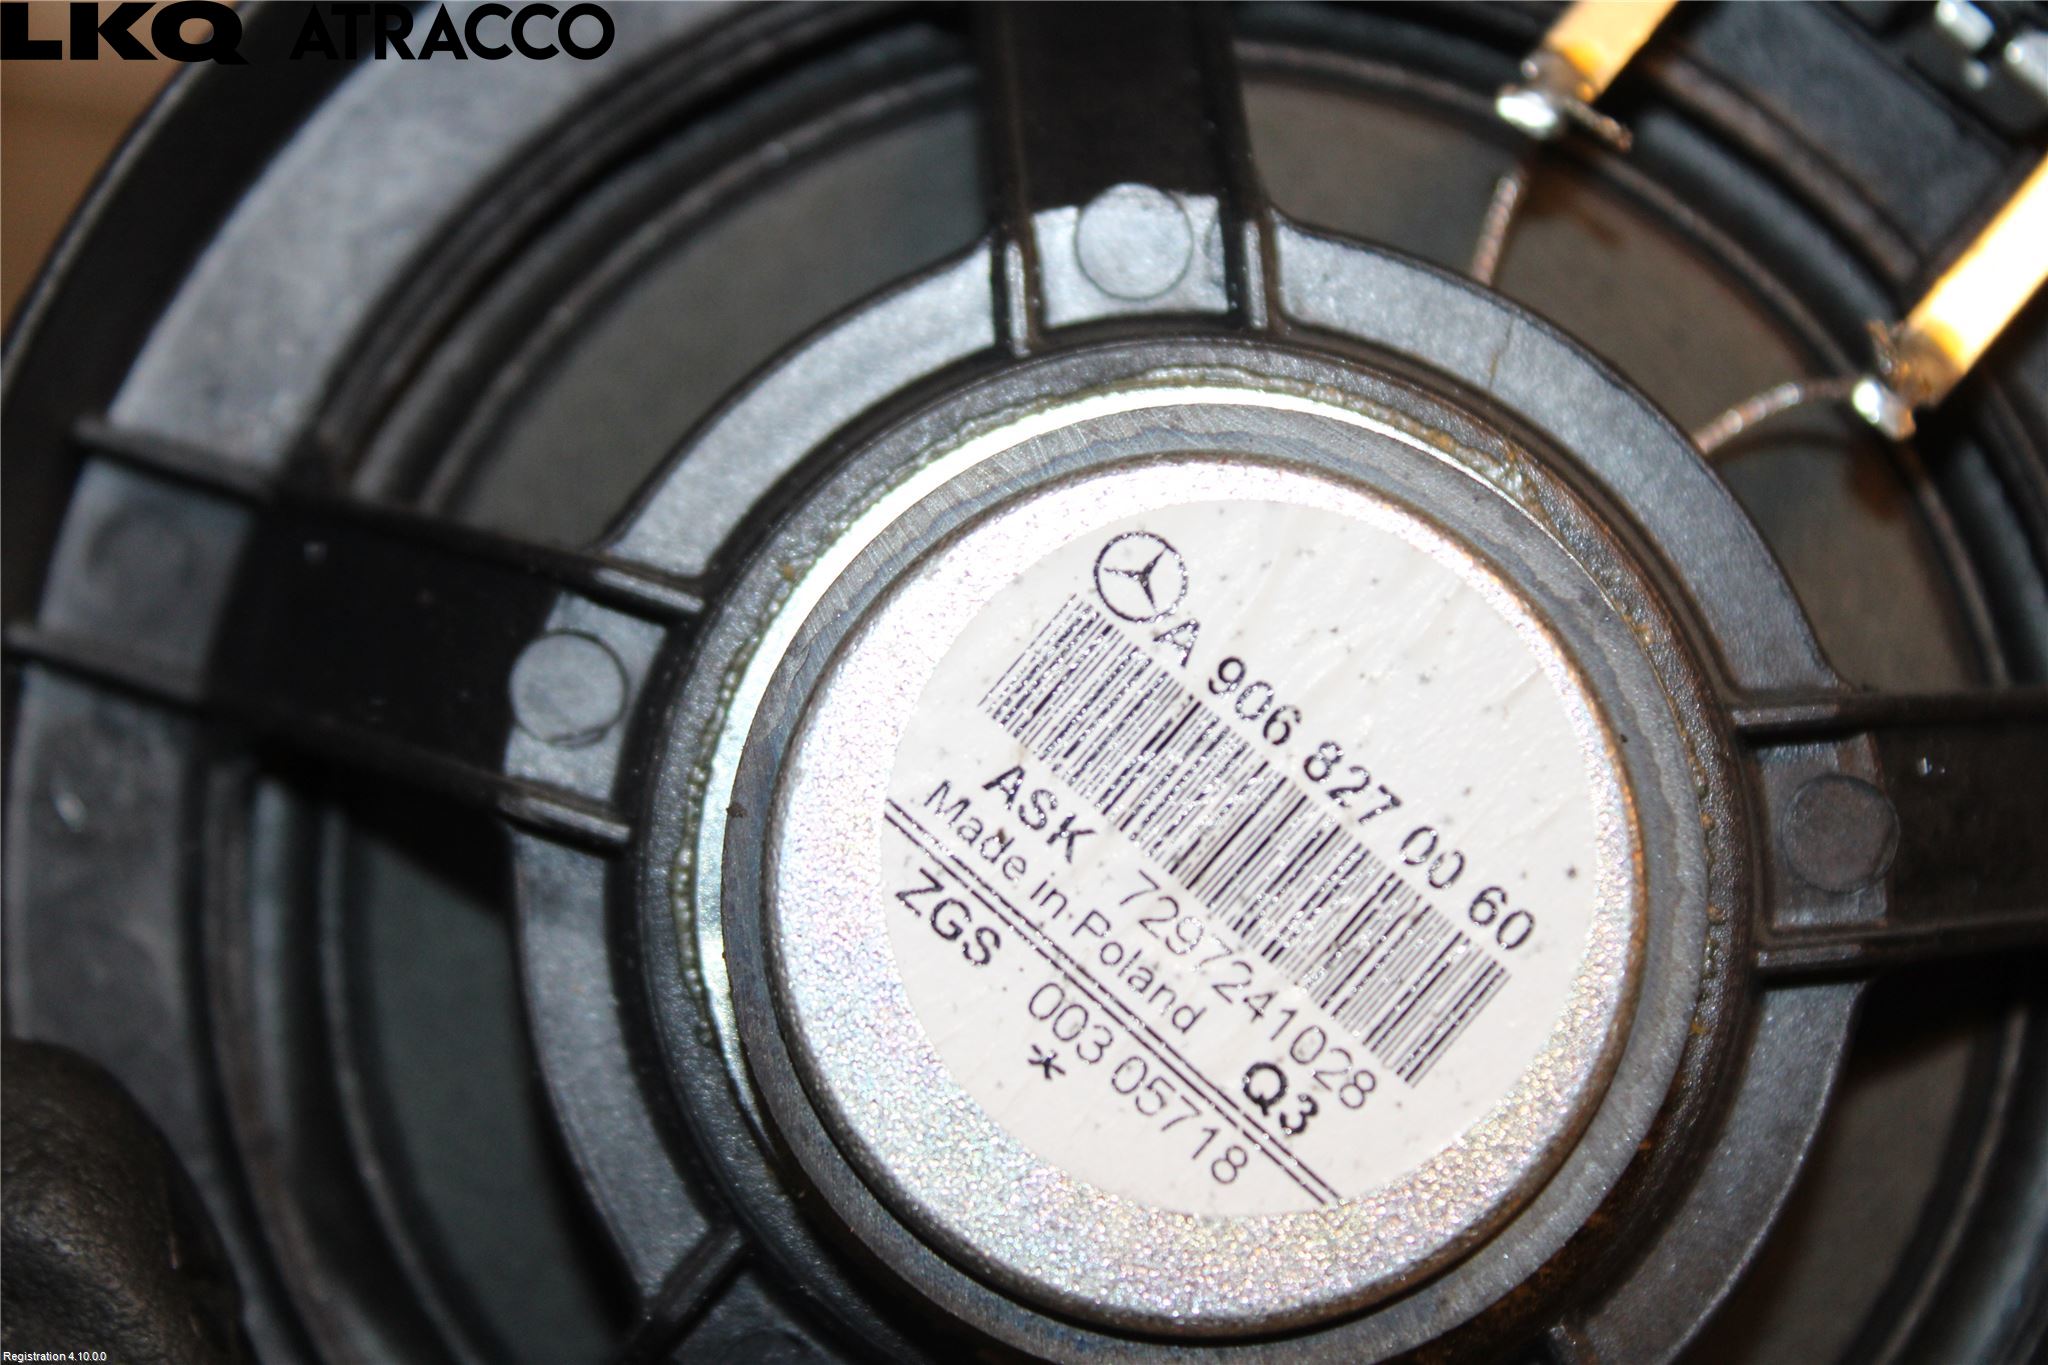 LKQ ATRACCO
A 906 827 00 60
ASK 7297241028
Made in Poland Q3
ZGS 003 05718
*
Registration 4.10.0.0